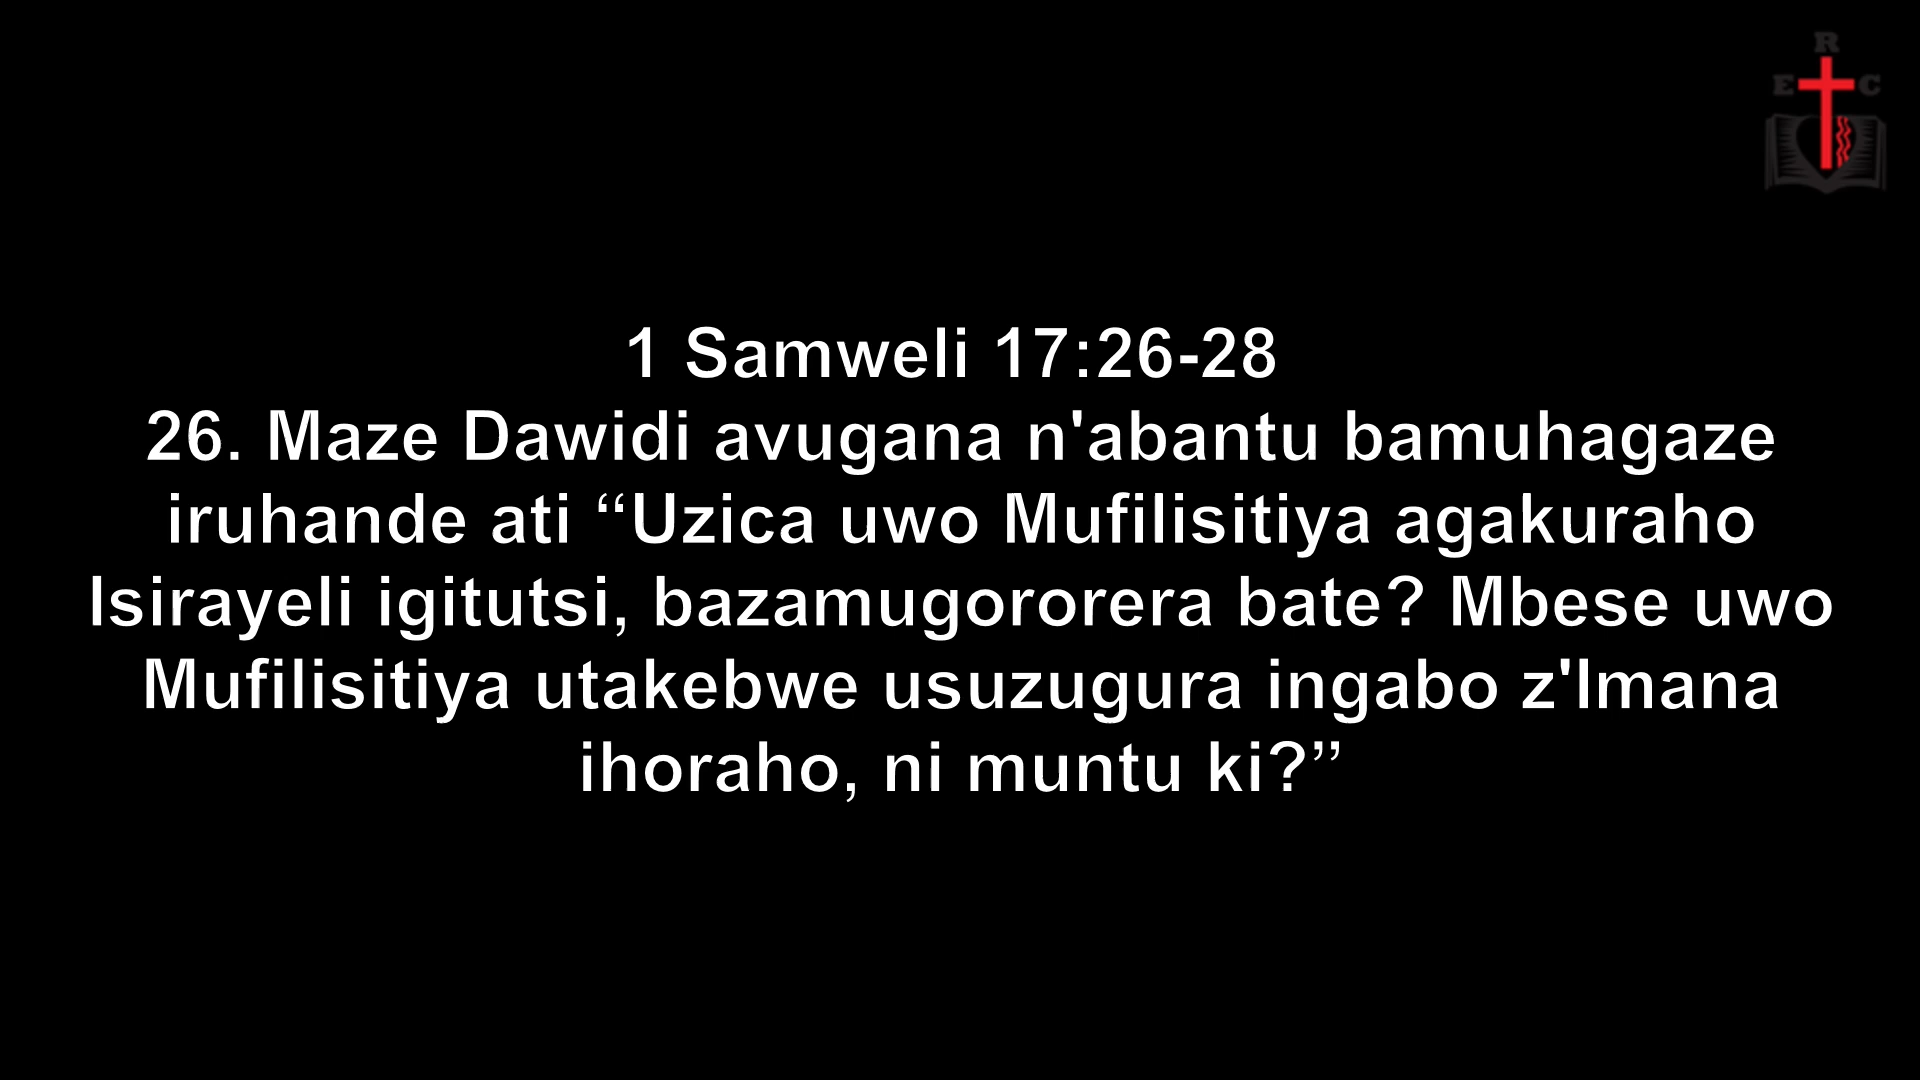 R
E C
1 Samweli 17:26-28
26. Maze Dawidi avugana n'abantu bamuhagaze
iruhande ati “Uzica uwo Mufilisitiya agakuraho
Isirayeli igitutsi, bazamugororera bate? Mbese uwo
Mufilisitiya utakebwe usuzugura ingabo z'Imana
ihoraho, ni muntu ki?”